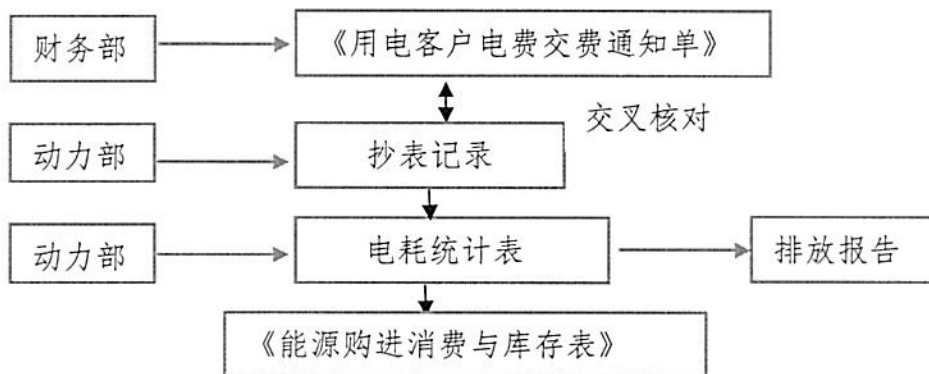 财务部
《用电客户电费交费通知单》
交叉核对
动力部
抄表记录
动力部
电耗统计表
排放报告
《能源购进消费与库存表》